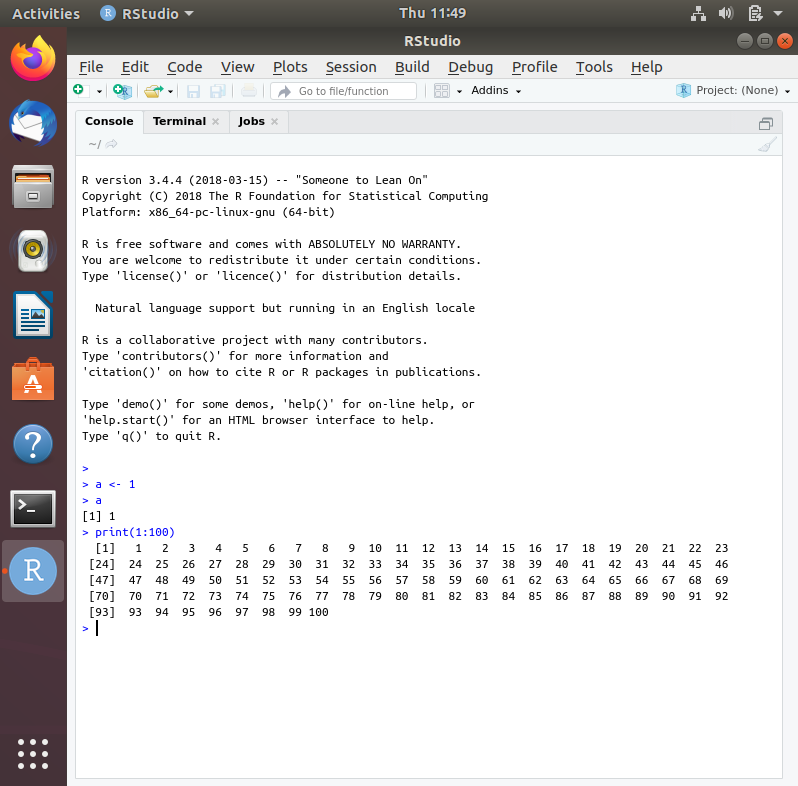 Activities RStudio Thu 11:49
RStudio
File Edit Code View Plots Session Build Debug Profile Tools Help
Go to file/function Addins Project: (None)
Console Terminal Jobs
~/
R version 3.4.4 (2018-03-15) -- "Someone to Lean On"
Copyright (C) 2018 The R Foundation for Statistical Computing
Platform: x86_64-pc-linux-gnu (64-bit)
R is free software and comes with ABSOLUTELY NO WARRANTY.
You are welcome to redistribute it under certain conditions.
Type 'license()' or 'licence()' for distribution details.
Natural language support but running in an English locale
R is a collaborative project with many contributors.
Type 'contributors()' for more information and
'citation()' on how to cite R or R packages in publications.
Type 'demo()' for some demos, 'help()' for on-line help, or
'help.start()' for an HTML browser interface to help.
Type 'q()' to quit R.
>
> a <- 1
> a
[1] 1
> print(1:100)
[1] 1 2 3 4 5 6 7 8 9 10 11 12 13 14 15 16 17 18 19 20 21 22 23
[24] 24 25 26 27 28 29 30 31 32 33 34 35 36 37 38 39 40 41 42 43 44 45 46
[47] 47 48 49 50 51 52 53 54 55 56 57 58 59 60 61 62 63 64 65 66 67 68 69
[70] 70 71 72 73 74 75 76 77 78 79 80 81 82 83 84 85 86 87 88 89 90 91 92
[93] 93 94 95 96 97 98 99 100
>